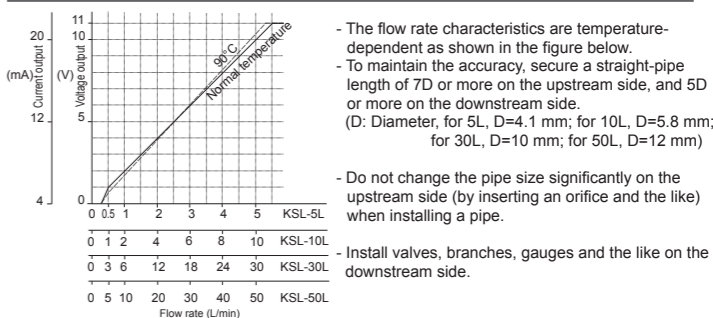 11
20
10
90°C
Normal temperature
(mA)
Current output
(V)
Voltage output
12
5
4
0
0 0.5 1 2 3 4 5 KSL-5L
0 1 2 4 6 8 10 KSL-10L
0 3 6 12 18 24 30 KSL-30L
0 5 10 20 30 40 50 KSL-50L
Flow rate (L/min)
- The flow rate characteristics are temperature-
dependent as shown in the figure below.
- To maintain the accuracy, secure a straight-pipe
length of 7D or more on the upstream side, and 5D
or more on the downstream side.
(D: Diameter, for 5L, D=4.1 mm; for 10L, D=5.8 mm;
for 30L, D=10 mm; for 50L, D=12 mm)
- Do not change the pipe size significantly on the
upstream side (by inserting an orifice and the like)
when installing a pipe.
- Install valves, branches, gauges and the like on the
downstream side.